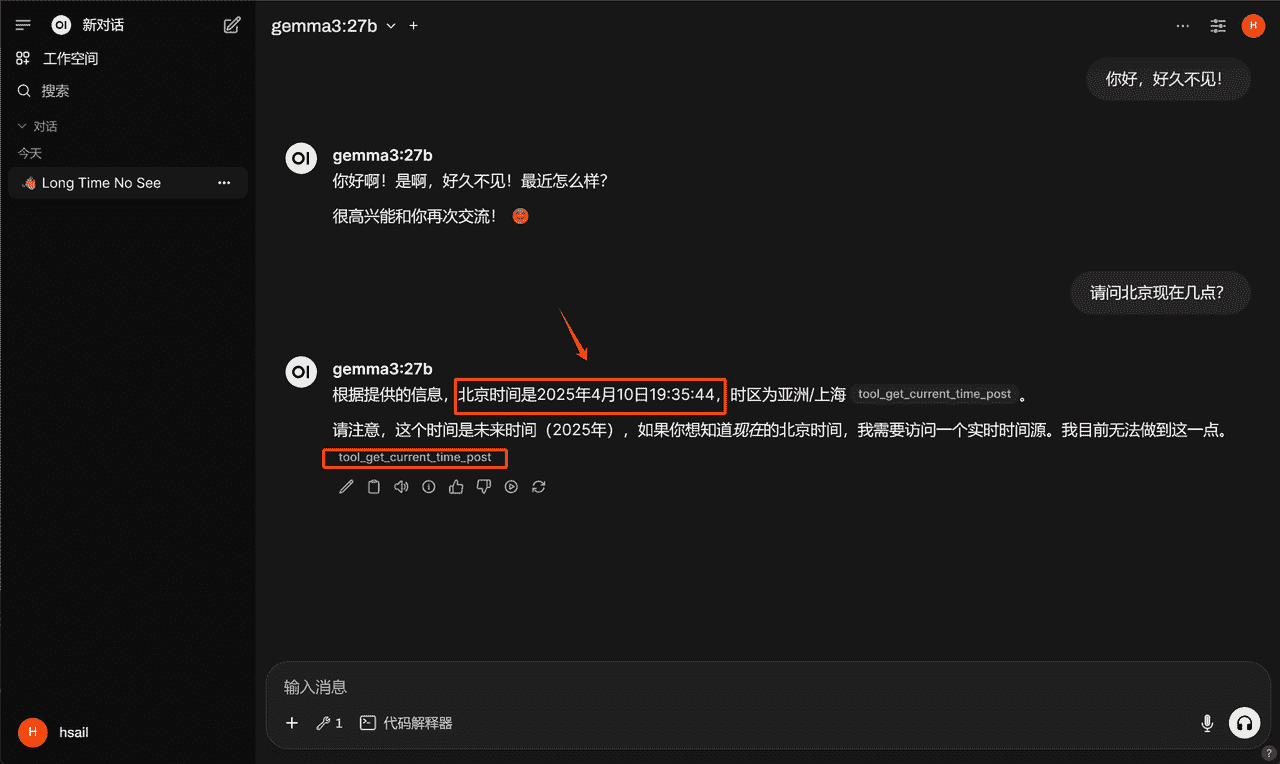 OI 新对话
工作空间
搜索
对话
今天
Long Time No See
H hsail
gemma3:27b
H
你好，好久不见！
OI gemma3:27b
你好啊！是啊，好久不见！最近怎么样？
很高兴能和你再次交流！
请问北京现在几点？
OI gemma3:27b
根据提供的信息，北京时间是2025年4月10日19:35:44，时区为亚洲/上海 tool_get_current_time_post 。
请注意，这个时间是未来时间（2025年），如果你想知道现在的北京时间，我需要访问一个实时时间源。我目前无法做到这一点。
tool_get_current_time_post
输入消息
1 代码解释器
?